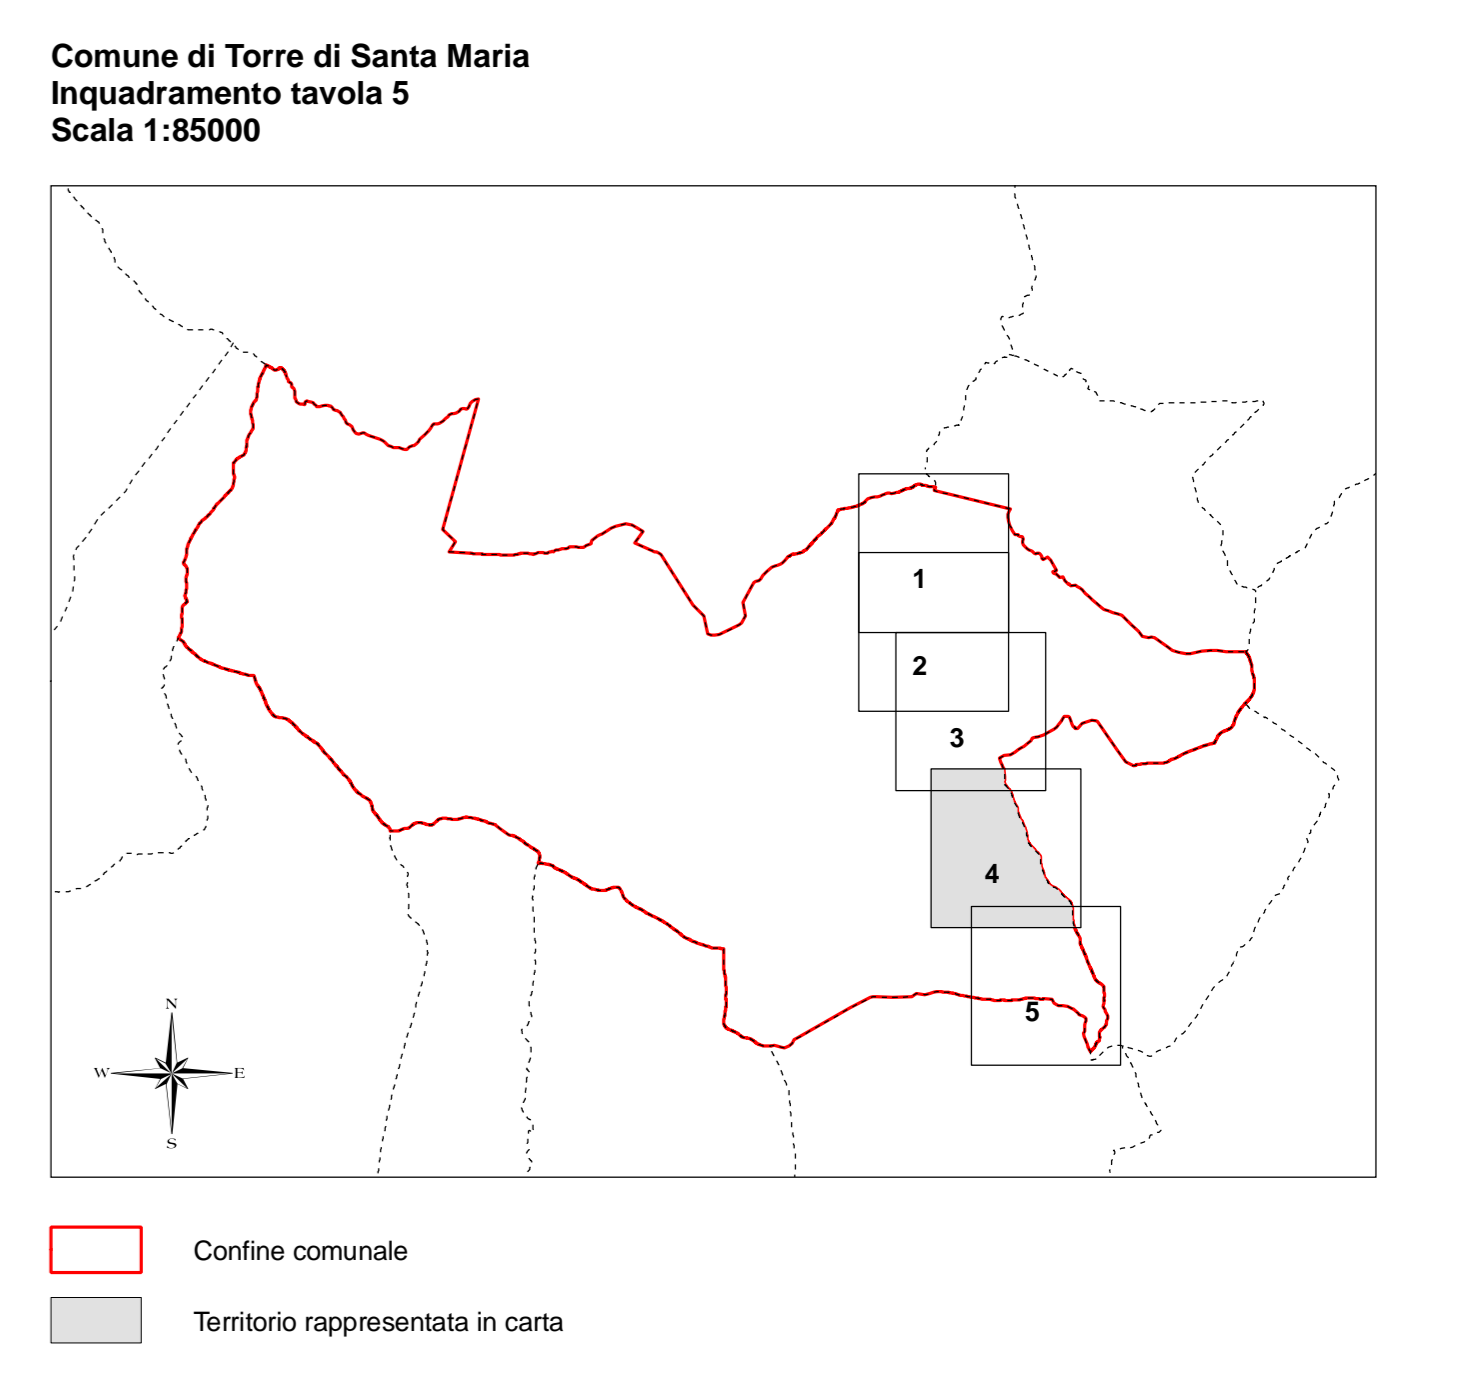 Comune di Torre di Santa Maria
Inquadramento tavola 5
Scala 1:85000
1
2
3
4
5
N
W E
S
Confine comunale
Territorio rappresentata in carta